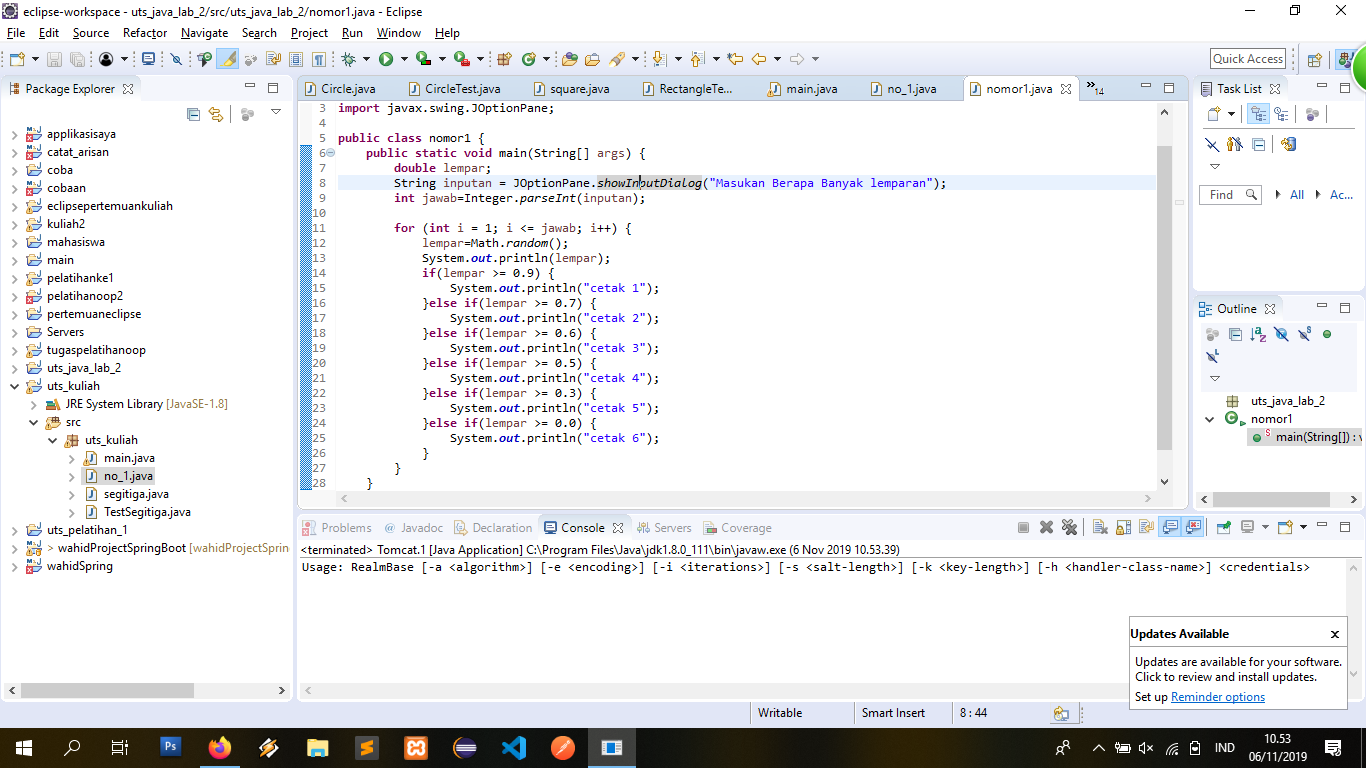 eclipse-workspace - uts_java_lab_2/src/uts_java_lab_2/nomor1.java - Eclipse
File Edit Source Refactor Navigate Search Project Run Window Help
Quick Access
Package Explorer
applikasisaya
catat_arisan
coba
cobaan
eclipsepertemuankuliah
kuliah2
mahasiswa
main
pelatihanke1
pelatihanoop2
pertemuaneclipse
Servers
tugaspelatihanoop
uts_java_lab_2
uts_kuliah
JRE System Library [JavaSE-1.8]
src
uts_kuliah
main.java
no_1.java
segitiga.java
TestSegitiga.java
uts_pelatihan_1
> wahidProjectSpringBoot [wahidProjectSprin
wahidSpring
Circle.java CircleTest.java square.java RectangleTe... main.java no_1.java nomor1.java 14
3 import javax.swing.JOptionPane;
4
5 public class nomor1 {
6 public static void main(String[] args) {
7 double lempar;
8 String inputan = JOptionPane.showInputDialog("Masukan Berapa Banyak lemparan");
9 int jawab=Integer.parseInt(inputan);
10
11 for (int i = 1; i <= jawab; i++) {
12 lempar=Math.random();
13 System.out.println(lempar);
14 if(lempar >= 0.9) {
15 System.out.println("cetak 1");
16 }else if(lempar >= 0.7) {
17 System.out.println("cetak 2");
18 }else if(lempar >= 0.6) {
19 System.out.println("cetak 3");
20 }else if(lempar >= 0.5) {
21 System.out.println("cetak 4");
22 }else if(lempar >= 0.3) {
23 System.out.println("cetak 5");
24 }else if(lempar >= 0.0) {
25 System.out.println("cetak 6");
26 }
27 }
28 }
Task List
Find All Ac...
Outline
uts_java_lab_2
nomor1
main(String[]) : v
Problems Javadoc Declaration Console Servers Coverage
<terminated> Tomcat.1 [Java Application] C:\Program Files\Java\jdk1.8.0_111\bin\javaw.exe (6 Nov 2019 10.53.39)
Usage: RealmBase [-a <algorithm>] [-e <encoding>] [-i <iterations>] [-s <salt-length>] [-k <key-length>] [-h <handler-class-name>] <credentials>
Updates Available
Updates are available for your software.
Click to review and install updates.
Set up Reminder options
Writable Smart Insert 8 : 44
Ps
IND
10.53
06/11/2019